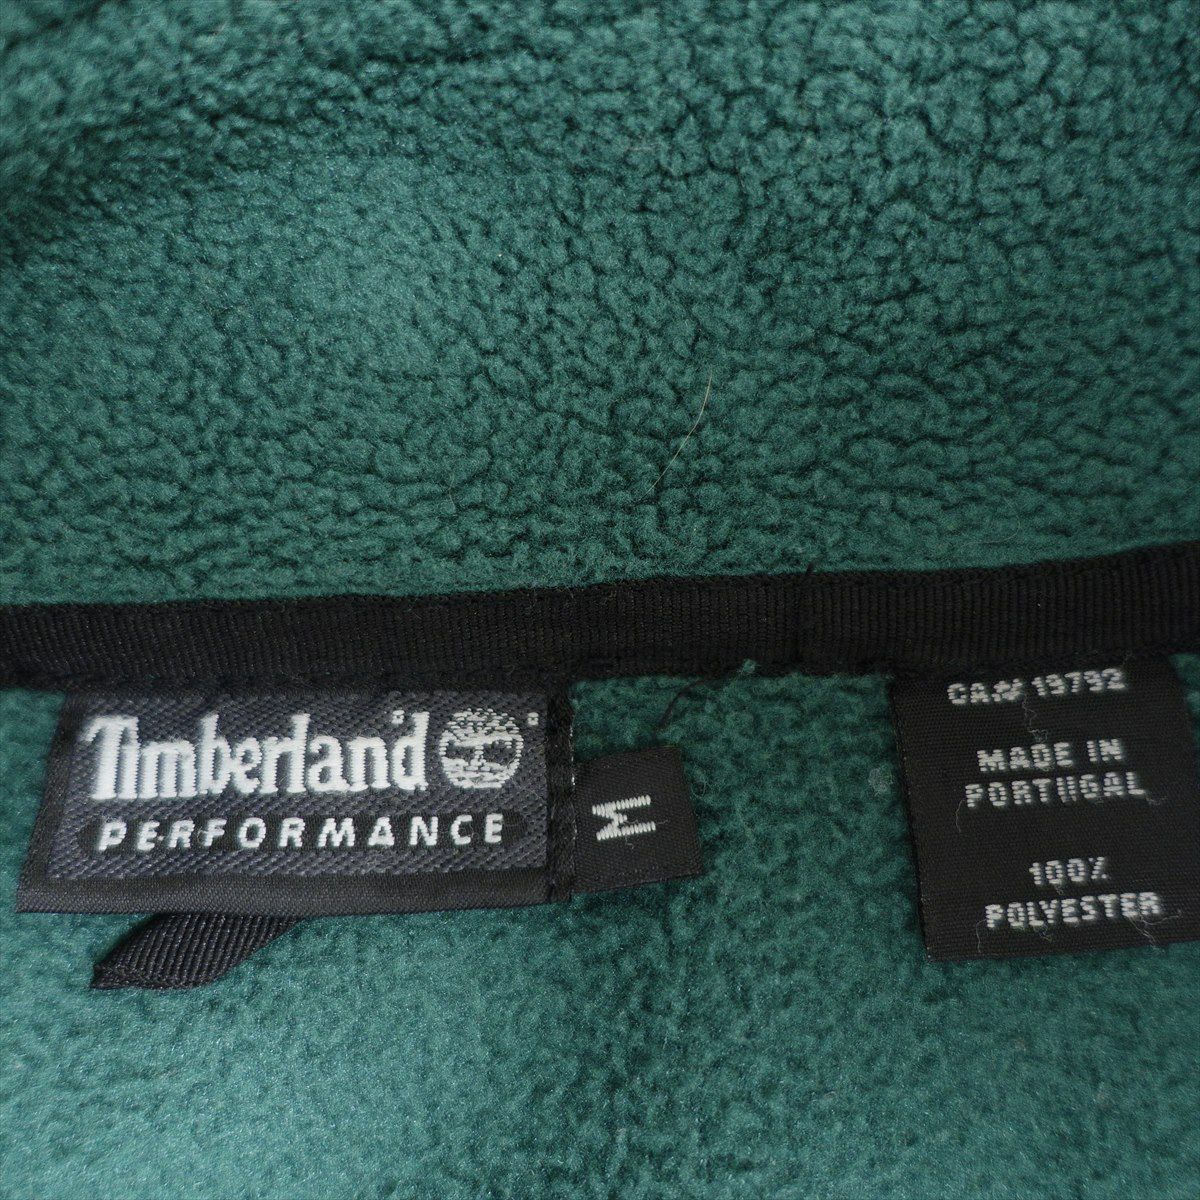 Timberland
PERFORMANCE
M
CA# 19792
MADE IN
PORTUGAL
100%
POLYESTER